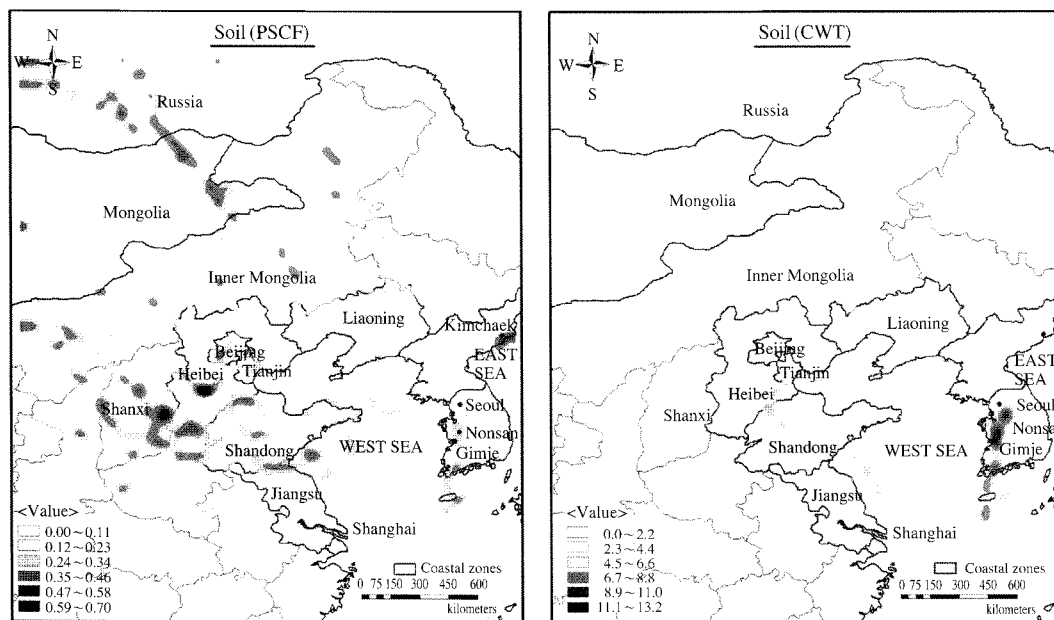 Soil (PSCF)
N
W E
S
Russia
Mongolia
Inner Mongolia
Liaoning
Kimchaek
Beijing
EAST
SEA
Tianjin
Heibei
Shanxi
Seoul
Nonsan
WEST SEA
Gimje
Shandong
Jiangsu
Shanghai
<Value>
0.00~0.11
0.12~0.23
0.24~0.34
0.35~0.46
0.47~0.58
0.59~0.70
Coastal zones
0 75 150 300 450 600
kilometers
Soil (CWT)
N
W E
S
Russia
Mongolia
Inner Mongolia
Liaoning
Beijing
EAST
SEA
Tianjin
Heibei
Shanxi
Seoul
Nonsa
Gimje
Shandong
WEST SEA
Jiangsu
Shanghai
<Value>
0.0~2.2
2.3~4.4
4.5~6.6
6.7~8.8
8.9~11.0
11.1~13.2
Coastal zones
0 75 150 300 450 600
kilometers